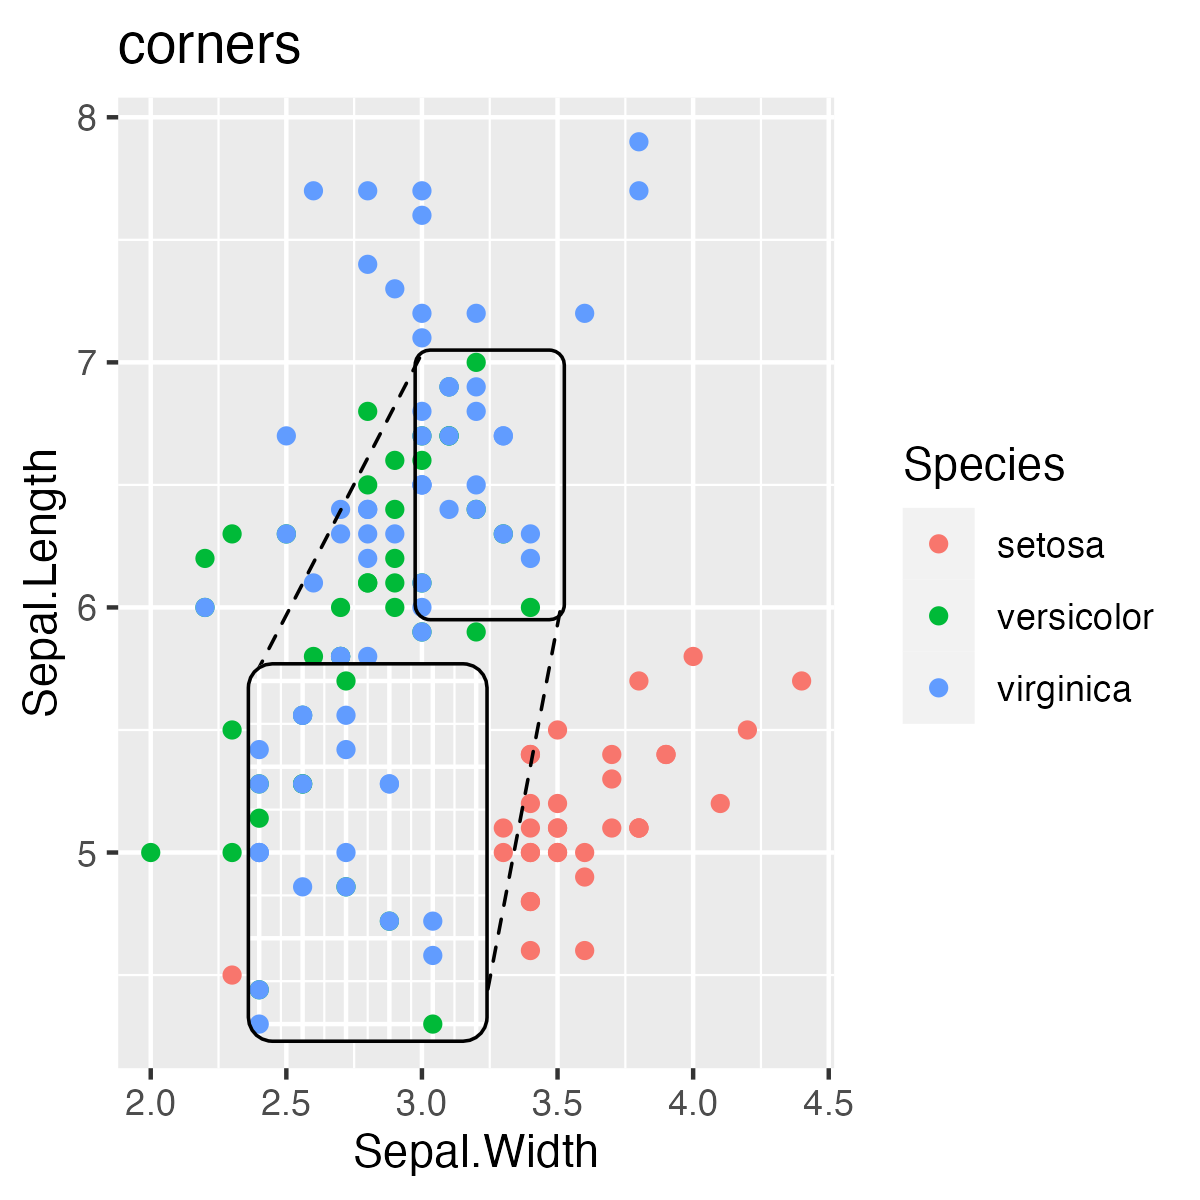 corners
8
7
6
5
Sepal.Length
2.0 2.5 3.0 3.5 4.0 4.5
Sepal.Width
Species
setosa
versicolor
virginica